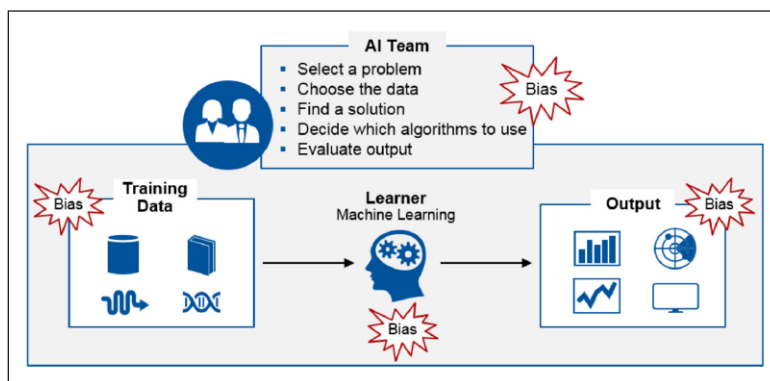 AI Team
▪ Select a problem
▪ Choose the data
▪ Find a solution
▪ Decide which algorithms to use
▪ Evaluate output
Bias
Bias
Training
Data
Learner
Machine Learning
Bias
Output
Bias